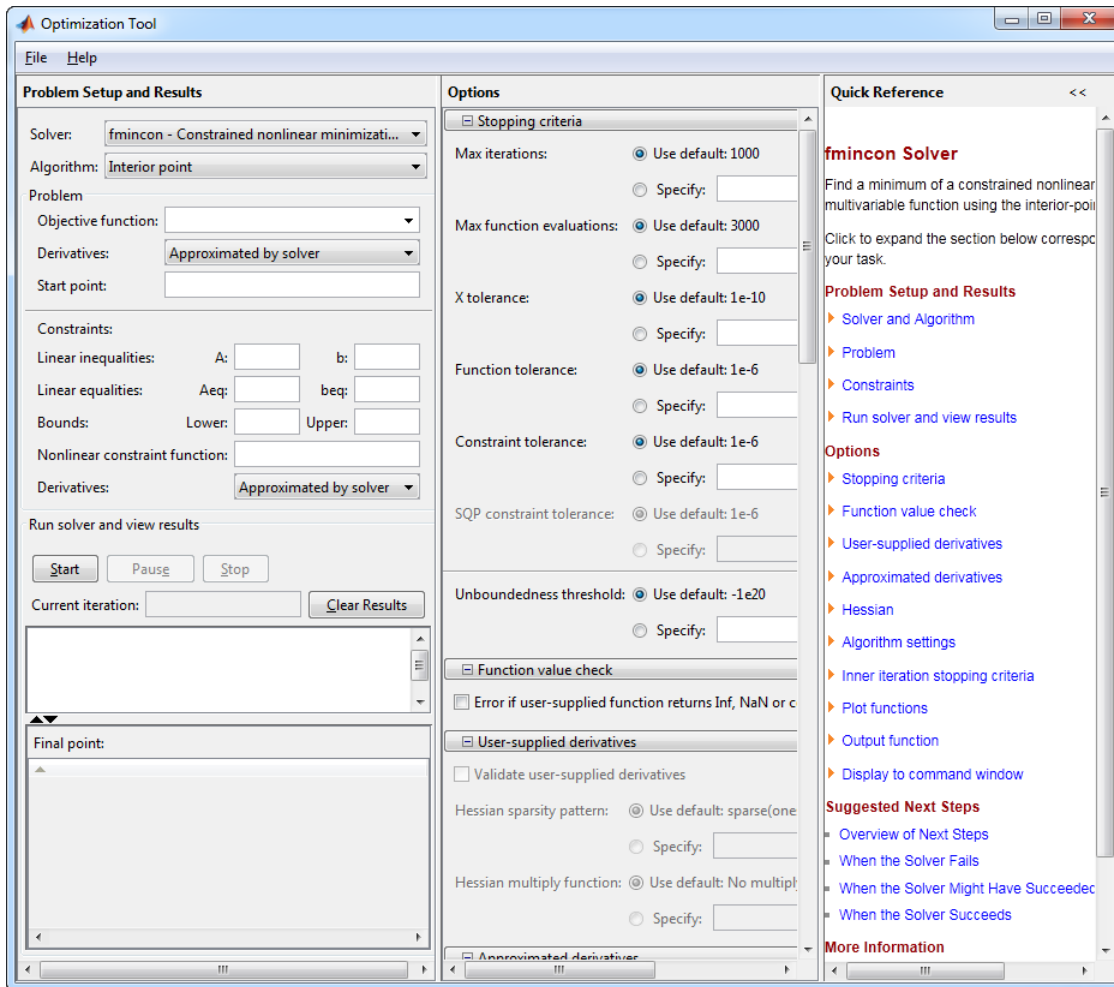 Optimization Tool
File Help
Problem Setup and Results
Solver: fmincon - Constrained nonlinear minimizati...
Algorithm: Interior point
Problem
Objective function:
Derivatives: Approximated by solver
Start point:
Constraints:
Linear inequalities: A: b:
Linear equalities: Aeq: beq:
Bounds: Lower: Upper:
Nonlinear constraint function:
Derivatives: Approximated by solver
Run solver and view results
Start Pause Stop
Current iteration: Clear Results
Final point:
Options
Stopping criteria
Max iterations: Use default: 1000
Specify:
Max function evaluations: Use default: 3000
Specify:
X tolerance: Use default: 1e-10
Specify:
Function tolerance: Use default: 1e-6
Specify:
Constraint tolerance: Use default: 1e-6
Specify:
SQP constraint tolerance: Use default: 1e-6
Specify:
Unboundedness threshold: Use default: -1e20
Specify:
Function value check
Error if user-supplied function returns Inf, NaN or c
User-supplied derivatives
Validate user-supplied derivatives
Hessian sparsity pattern: Use default: sparse(one
Specify:
Hessian multiply function: Use default: No multiply
Specify:
Approximated derivatives
Quick Reference <<
fmincon Solver
Find a minimum of a constrained nonlinear
multivariable function using the interior-poi
Click to expand the section below correspo
your task.
Problem Setup and Results
Solver and Algorithm
Problem
Constraints
Run solver and view results
Options
Stopping criteria
Function value check
User-supplied derivatives
Approximated derivatives
Hessian
Algorithm settings
Inner iteration stopping criteria
Plot functions
Output function
Display to command window
Suggested Next Steps
Overview of Next Steps
When the Solver Fails
When the Solver Might Have Succeeded
When the Solver Succeeds
More Information